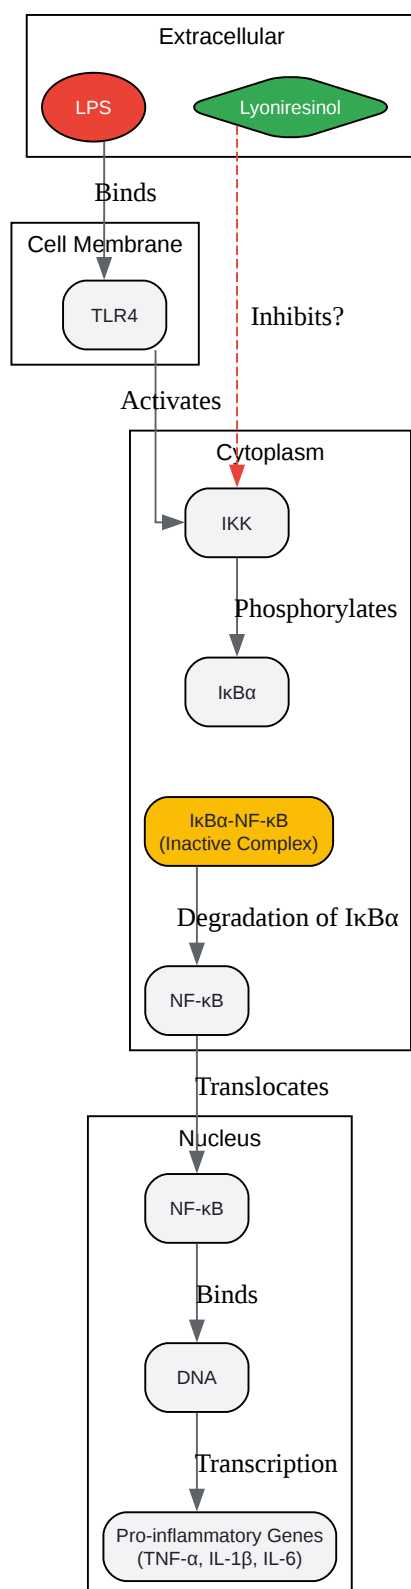 Extracellular
LPS
Lyoniresinol
Binds
Cell Membrane
TLR4
Inhibits?
Activates
Cytoplasm
IKK
Phosphorylates
IκBα
IκBα-NF-κB
(Inactive Complex)
Degradation of IκBα
NF-κB
Translocates
Nucleus
NF-κB
Binds
DNA
Transcription
Pro-inflammatory Genes
(TNF-α, IL-1β, IL-6)